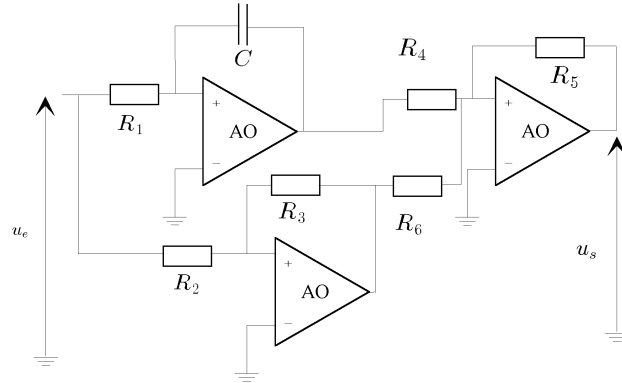 C
R₄
R₅
R₁
+
AO
−
+
AO
−
R₃
R₆
uₑ
uₛ
R₂
+
AO
−